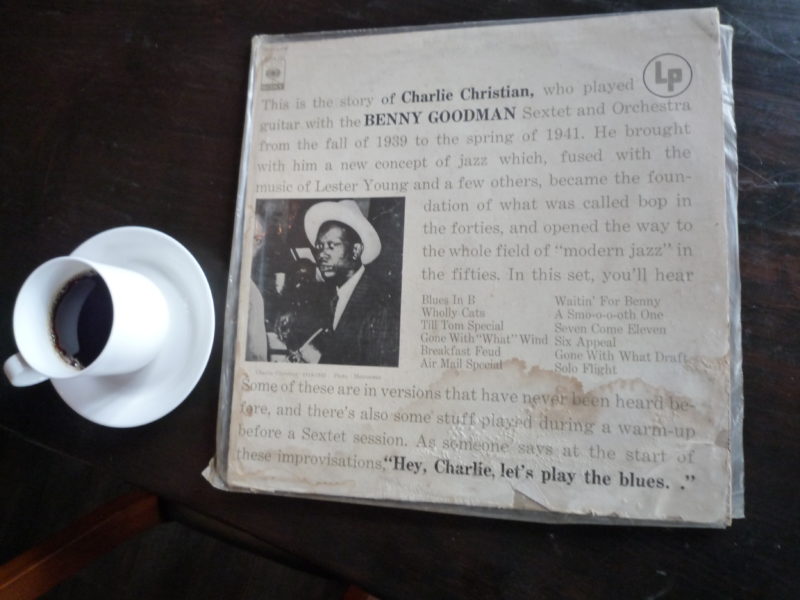 LP
This is the story of Charlie Christian, who played
guitar with the BENNY GOODMAN Sextet and Orchestra
from the fall of 1939 to the spring of 1941. He brought
with him a new concept of jazz which, fused with the
music of Lester Young and a few others, became the foun-
dation of what was called bop in
the forties, and opened the way to
the whole field of "modern jazz" in
the fifties. In this set, you'll hear
Blues In B
Wholly Cats
Till Tom Special
Gone With "What" Wind
Breakfast Feud
Air Mail Special
Waitin' For Benny
A Smo-o-o-oth One
Seven Come Eleven
Six Appeal
Gone With What Draft
Solo Flight
Charlie Christian
Some of these are in versions that have never been heard be-
fore, and there's also some stuff played during a warm-up
before a Sextet session. As someone says at the start of
these improvisations, "Hey, Charlie, let's play the blues. ."